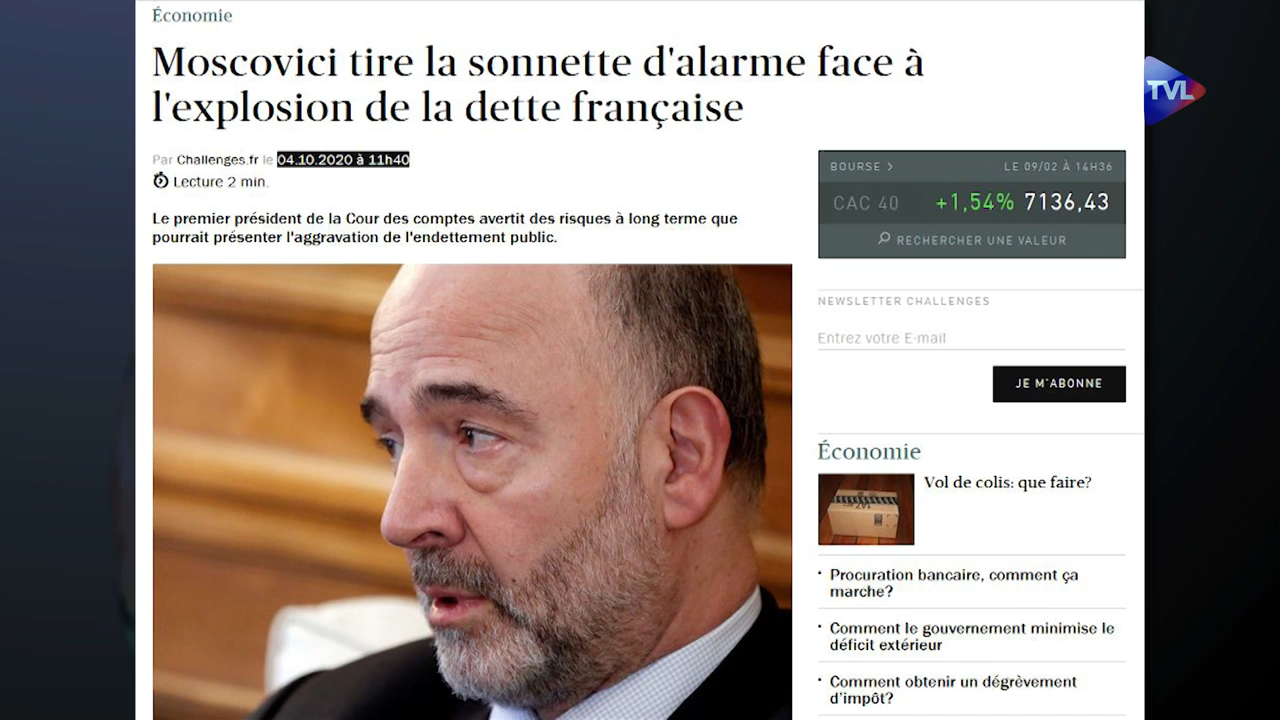 Économie
Moscovici tire la sonnette d'alarme face à
l'explosion de la dette française
Par Challenges.fr le 04.10.2020 à 11h40
Lecture 2 min.
Le premier président de la Cour des comptes avertit des risques à long terme que
pourrait présenter l'aggravation de l'endettement public.
TVL
BOURSE > LE 09/02 À 14H36
CAC 40 +1,54% 7136,43
RECHERCHER UNE VALEUR
NEWSLETTER CHALLENGES
Entrez votre E-mail
JE M'ABONNE
Économie
Vol de colis: que faire?
· Procuration bancaire, comment ça
marche?
· Comment le gouvernement minimise le
déficit extérieur
· Comment obtenir un dégrèvement
d'impôt?